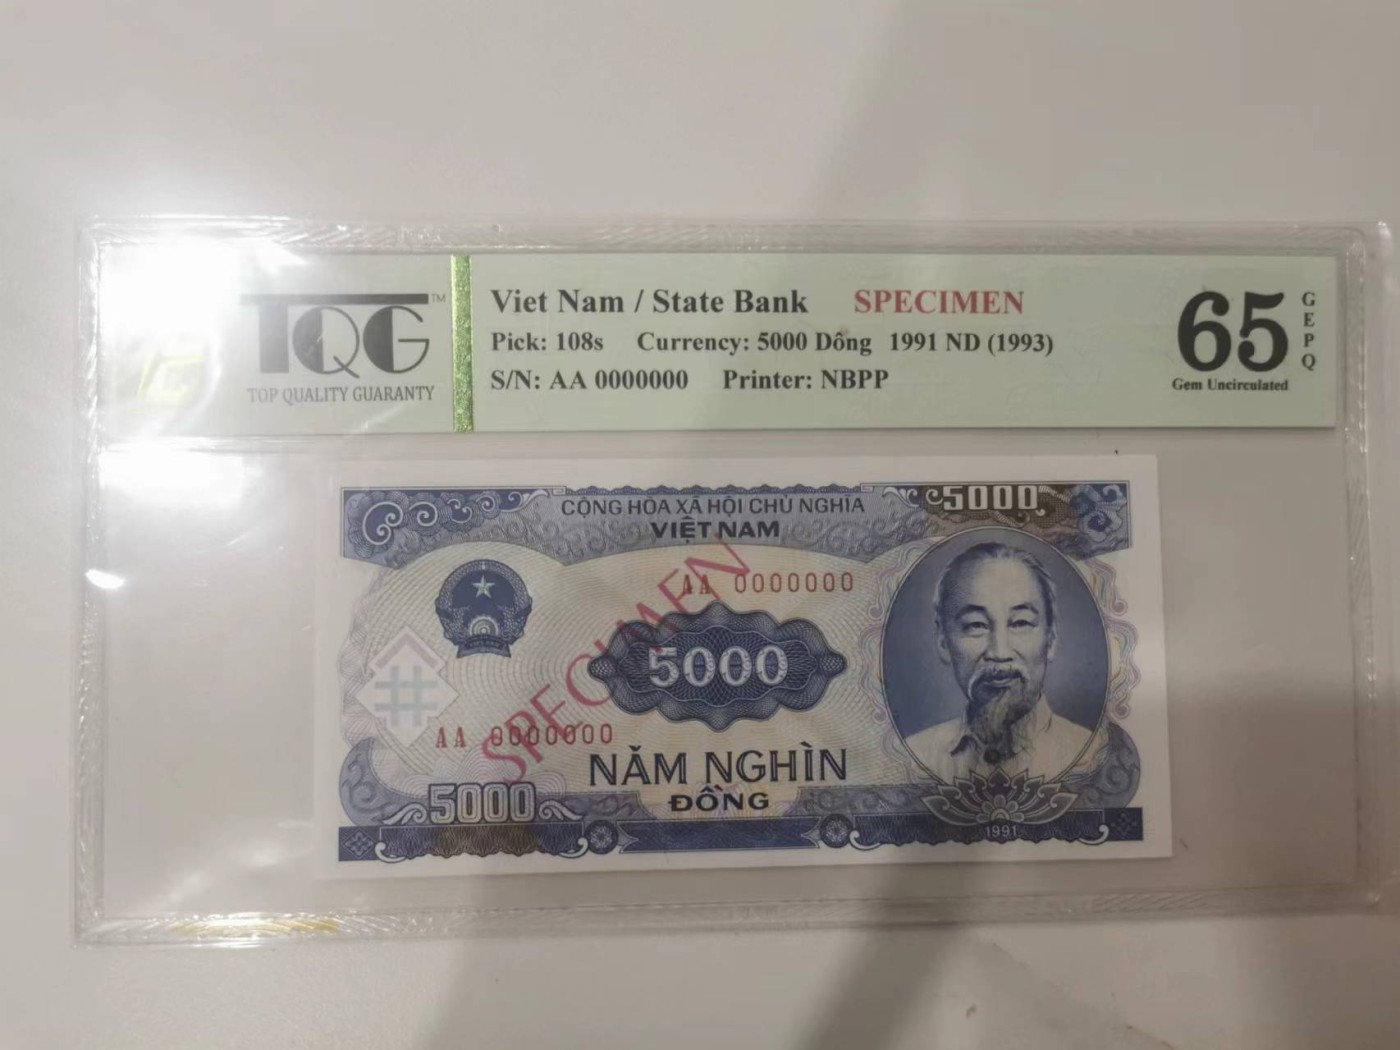 TQG™
TOP QUALITY GUARANTY
Viet Nam / State Bank SPECIMEN
Pick: 108s Currency: 5000 Dông 1991 ND (1993)
S/N: AA 0000000 Printer: NBPP
65
GEPQ
Gem Uncirculated
CỘNG HÒA XÃ HỘI CHỦ NGHĨA
VIỆT NAM
5000
AA 0000000
SPECIMEN
5000
AA 0000000
NĂM NGHÌN
ĐỒNG
5000
1991